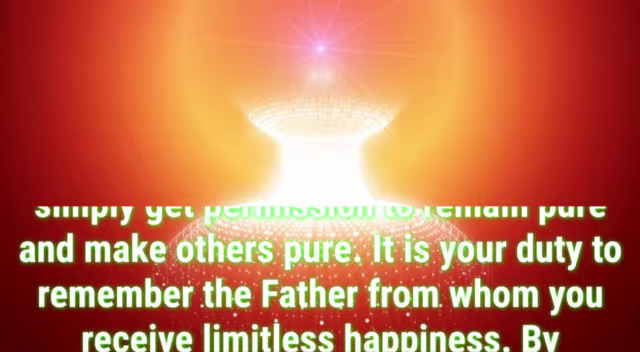 simply get permission to remain pure
and make others pure. It is your duty to
remember the Father from whom you
receive limitless happiness. By